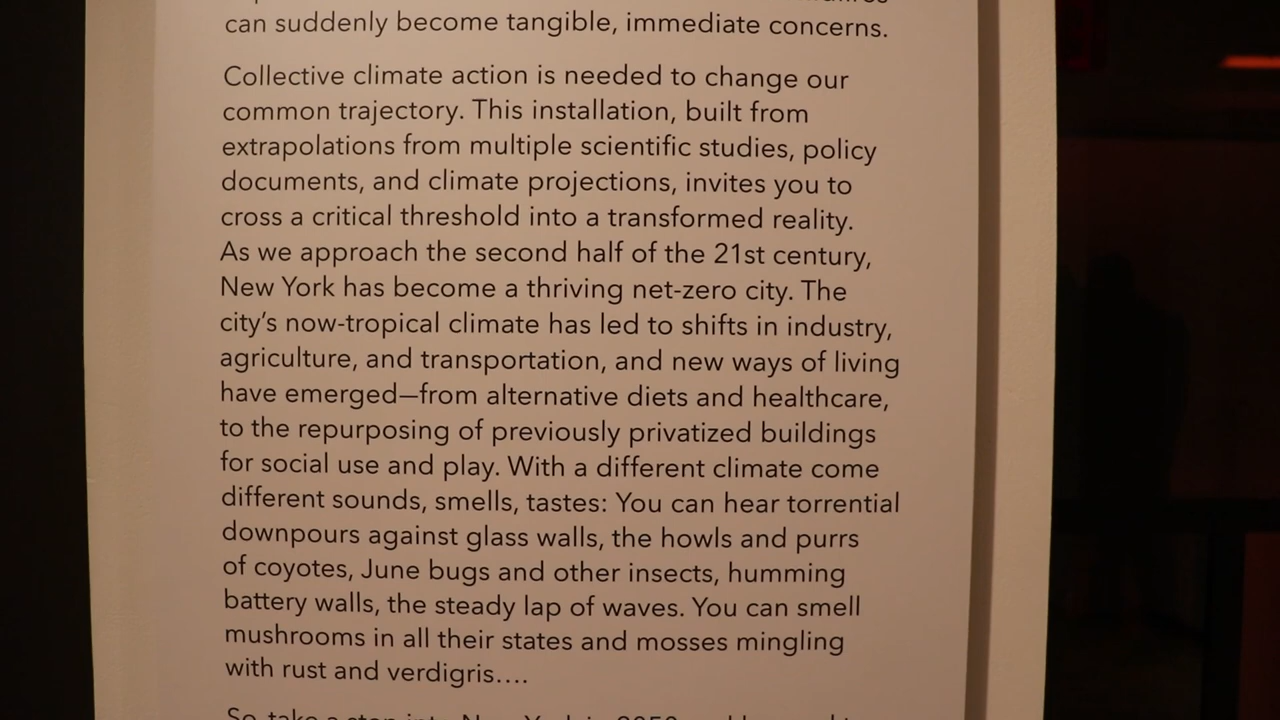 can suddenly become tangible, immediate concerns.
Collective climate action is needed to change our
common trajectory. This installation, built from
extrapolations from multiple scientific studies, policy
documents, and climate projections, invites you to
cross a critical threshold into a transformed reality.
As we approach the second half of the 21st century,
New York has become a thriving net-zero city. The
city's now-tropical climate has led to shifts in industry,
agriculture, and transportation, and new ways of living
have emerged—from alternative diets and healthcare,
to the repurposing of previously privatized buildings
for social use and play. With a different climate come
different sounds, smells, tastes: You can hear torrential
downpours against glass walls, the howls and purrs
of coyotes, June bugs and other insects, humming
battery walls, the steady lap of waves. You can smell
mushrooms in all their states and mosses mingling
with rust and verdigris....
So, take a step into New York in